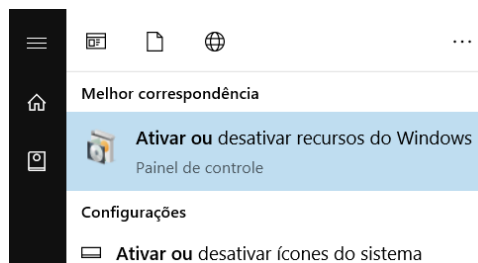 ...
Melhor correspondência
Ativar ou desativar recursos do Windows
Painel de controle
Configurações
Ativar ou desativar ícones do sistema